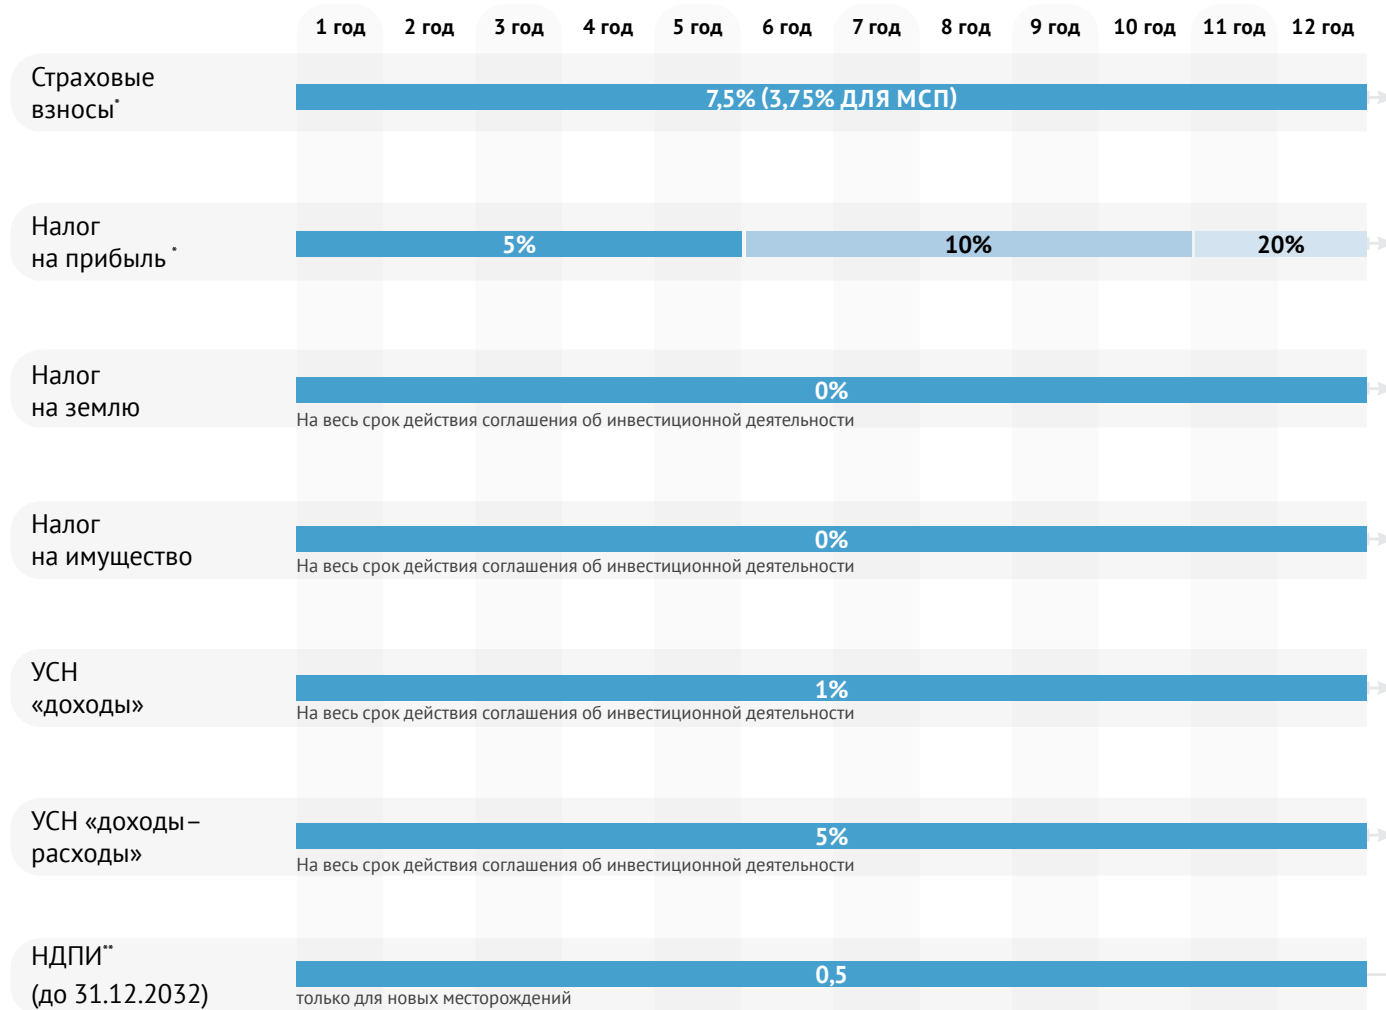 1 год 2 год 3 год 4 год 5 год 6 год 7 год 8 год 9 год 10 год 11 год 12 год
Страховые
взносы*
7,5% (3,75% ДЛЯ МСП)
Налог
на прибыль *
5% 10% 20%
Налог
на землю
0%
На весь срок действия соглашения об инвестиционной деятельности
Налог
на имущество
0%
На весь срок действия соглашения об инвестиционной деятельности
УСН
«доходы»
1%
На весь срок действия соглашения об инвестиционной деятельности
УСН «доходы–
расходы»
5%
На весь срок действия соглашения об инвестиционной деятельности
НДПИ**
(до 31.12.2032)
0,5
только для новых месторождений